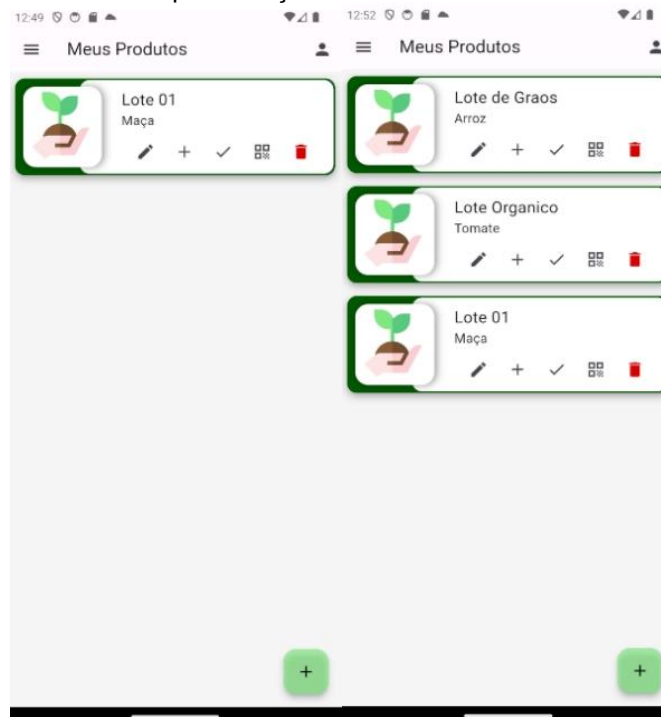 12:49
Meus Produtos
Lote 01
Maça
12:52
Meus Produtos
Lote de Graos
Arroz
Lote Organico
Tomate
Lote 01
Maça